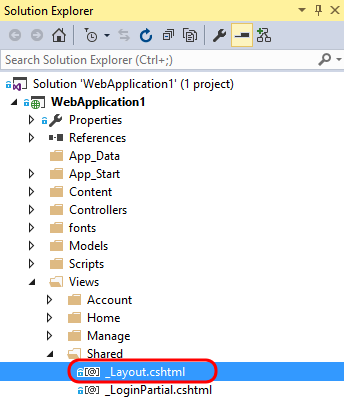 Solution Explorer
Search Solution Explorer (Ctrl+;)
Solution 'WebApplication1' (1 project)
WebApplication1
Properties
References
App_Data
App_Start
Content
Controllers
fonts
Models
Scripts
Views
Account
Home
Manage
Shared
[@] _Layout.cshtml
[@] _LoginPartial.cshtml